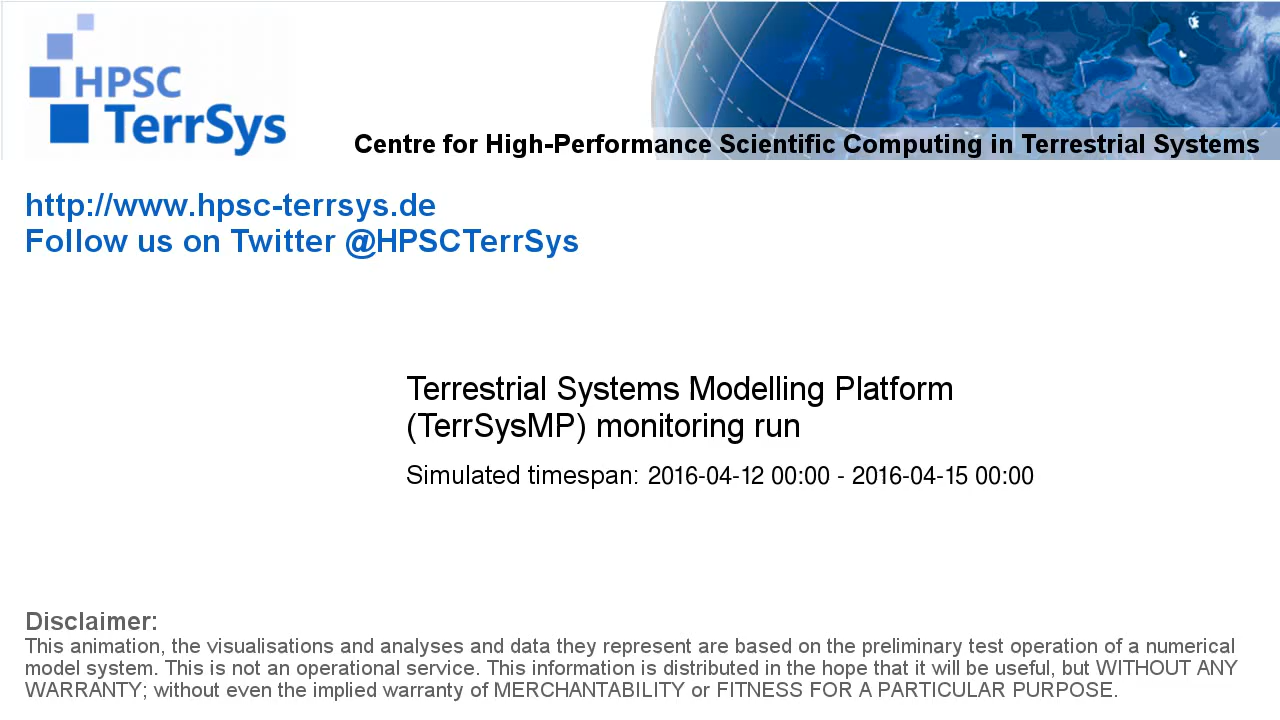 HPSC
TerrSys
Centre for High-Performance Scientific Computing in Terrestrial Systems
http://www.hpsc-terrsys.de
Follow us on Twitter @HPSCTerrSys
Terrestrial Systems Modelling Platform
(TerrSysMP) monitoring run
Simulated timespan: 2016-04-12 00:00 - 2016-04-15 00:00
Disclaimer:
This animation, the visualisations and analyses and data they represent are based on the preliminary test operation of a numerical
model system. This is not an operational service. This information is distributed in the hope that it will be useful, but WITHOUT ANY
WARRANTY; without even the implied warranty of MERCHANTABILITY or FITNESS FOR A PARTICULAR PURPOSE.